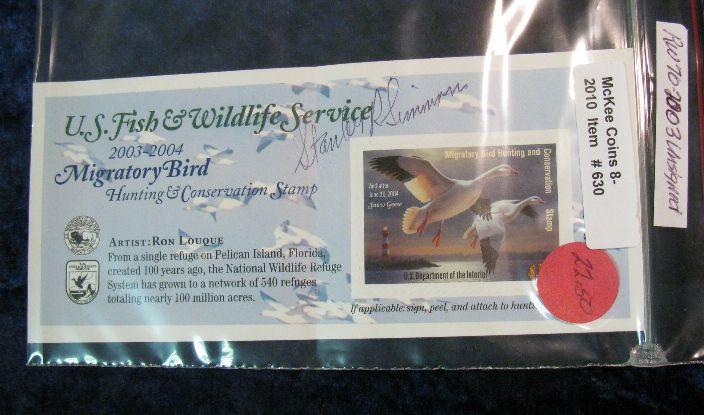 U.S. Fish & Wildlife Service
2003-2004
Migratory Bird
Hunting & Conservation Stamp
ARTIST: RON LOUQUE
From a single refuge on Pelican Island, Florida,
created 100 years ago, the National Wildlife Refuge
System has grown to a network of 540 refuges
totaling nearly 100 million acres.
Migratory Bird Hunting and
Conservation
Stamp
Void after
June 30, 2004
Snow Geese
U.S. Department of the Interior
If applicable: sign, peel, and attach to hunt
McKee Coins 8-
2010 Item # 630
22.50